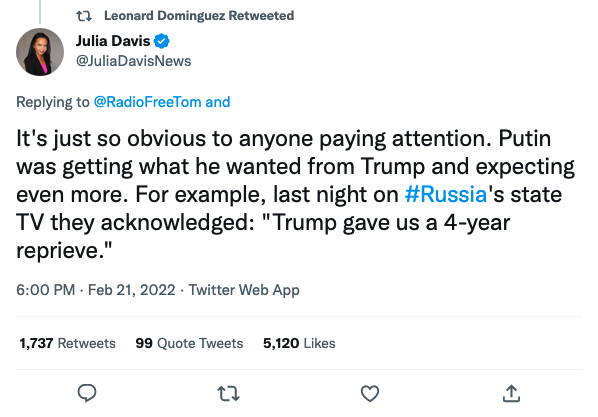 Leonard Dominguez Retweeted
Julia Davis
@JuliaDavisNews
Replying to @RadioFreeTom and
It's just so obvious to anyone paying attention. Putin
was getting what he wanted from Trump and expecting
even more. For example, last night on #Russia's state
TV they acknowledged: "Trump gave us a 4-year
reprieve."
6:00 PM · Feb 21, 2022 · Twitter Web App
1,737 Retweets 99 Quote Tweets 5,120 Likes